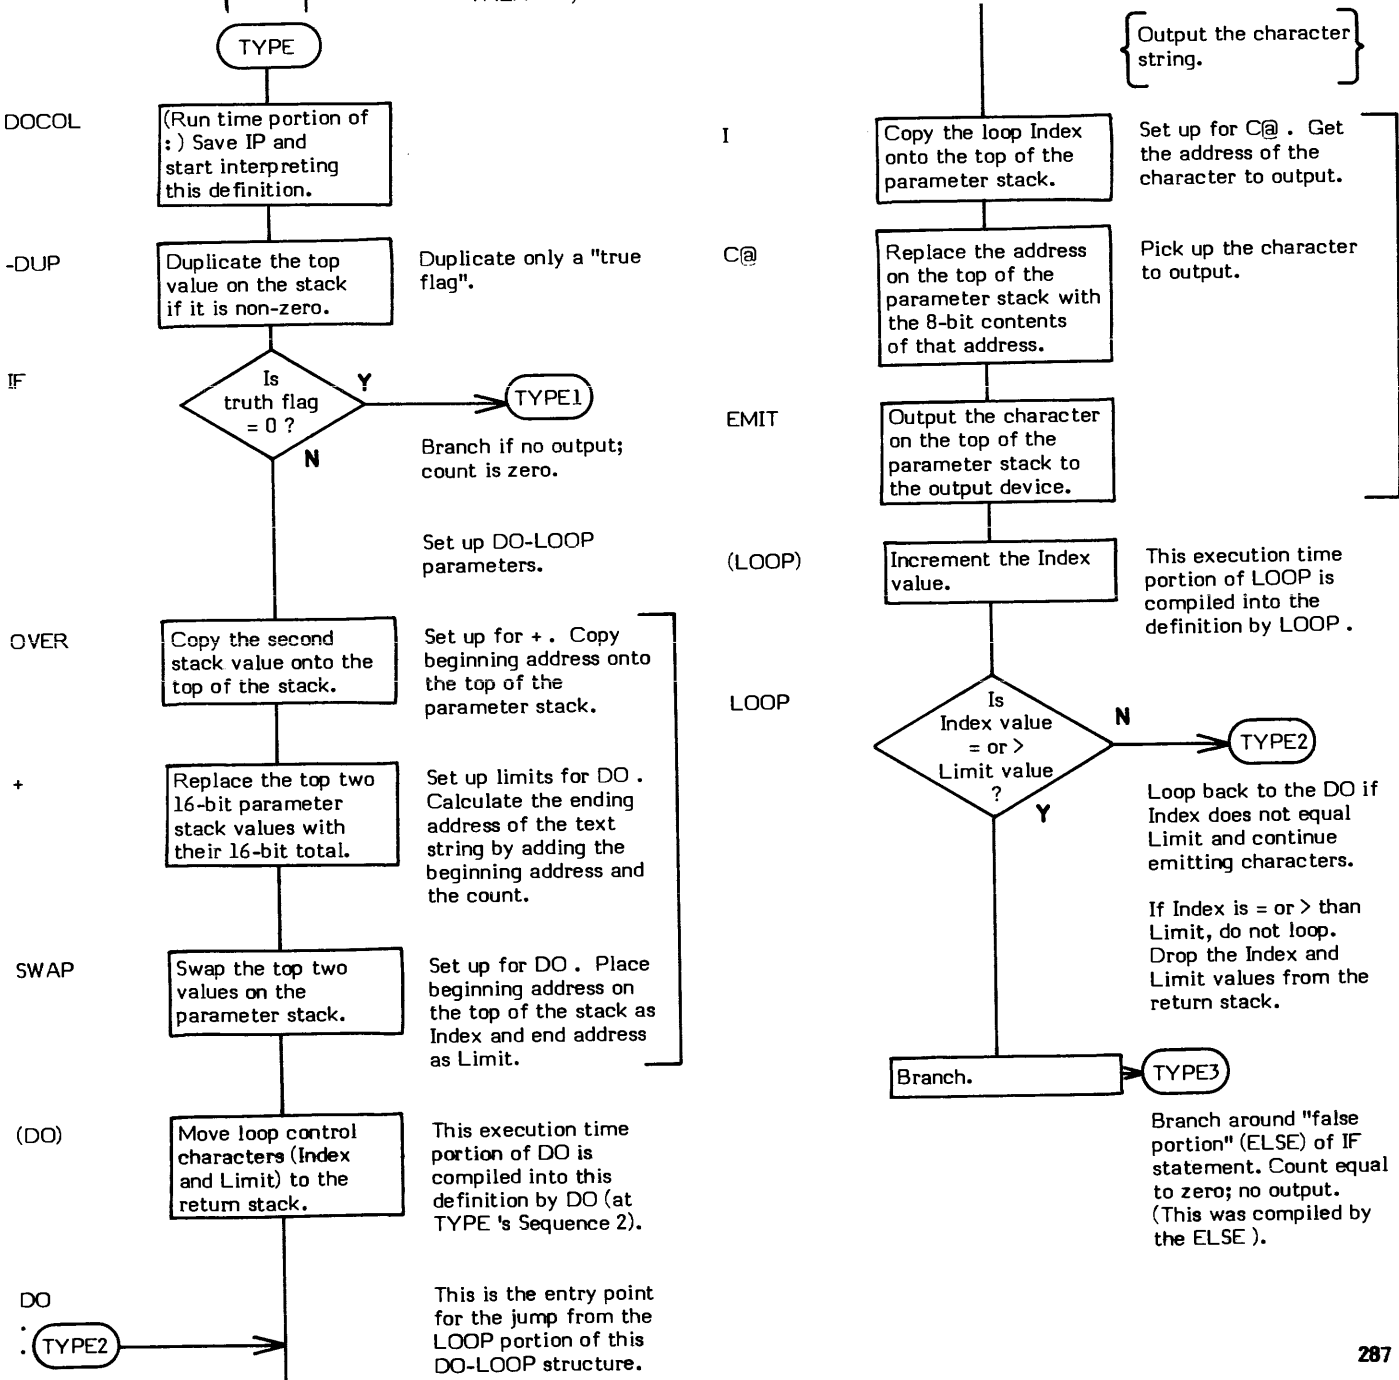 TYPE
DOCOL
(Run time portion of
: ) Save IP and
start interpreting
this definition.
-DUP
Duplicate the top
value on the stack
if it is non-zero.
Duplicate only a "true
flag".
IF
Is
truth flag
= 0 ?
Y
N
TYPE1
Branch if no output;
count is zero.
Set up DO-LOOP
parameters.
OVER
Copy the second
stack value onto the
top of the stack.
Set up for + . Copy
beginning address onto
the top of the
parameter stack.
+
Replace the top two
16-bit parameter
stack values with
their 16-bit total.
Set up limits for DO .
Calculate the ending
address of the text
string by adding the
beginning address and
the count.
SWAP
Swap the top two
values on the
parameter stack.
Set up for DO . Place
beginning address on
the top of the stack as
Index and end address
as Limit.
(DO)
Move loop control
characters (Index
and Limit) to the
return stack.
This execution time
portion of DO is
compiled into this
definition by DO (at
TYPE 's Sequence 2).
DO
:
TYPE2
This is the entry point
for the jump from the
LOOP portion of this
DO-LOOP structure.
Output the character
string.
I
Copy the loop Index
onto the top of the
parameter stack.
Set up for C@ . Get
the address of the
character to output.
C@
Replace the address
on the top of the
parameter stack with
the 8-bit contents
of that address.
Pick up the character
to output.
EMIT
Output the character
on the top of the
parameter stack to
the output device.
(LOOP)
Increment the Index
value.
This execution time
portion of LOOP is
compiled into the
definition by LOOP .
LOOP
Is
Index value
= or >
Limit value
?
N
Y
TYPE2
Loop back to the DO if
Index does not equal
Limit and continue
emitting characters.
If Index is = or > than
Limit, do not loop.
Drop the Index and
Limit values from the
return stack.
Branch.
TYPE3
Branch around "false
portion" (ELSE) of IF
statement. Count equal
to zero; no output.
(This was compiled by
the ELSE ).
287